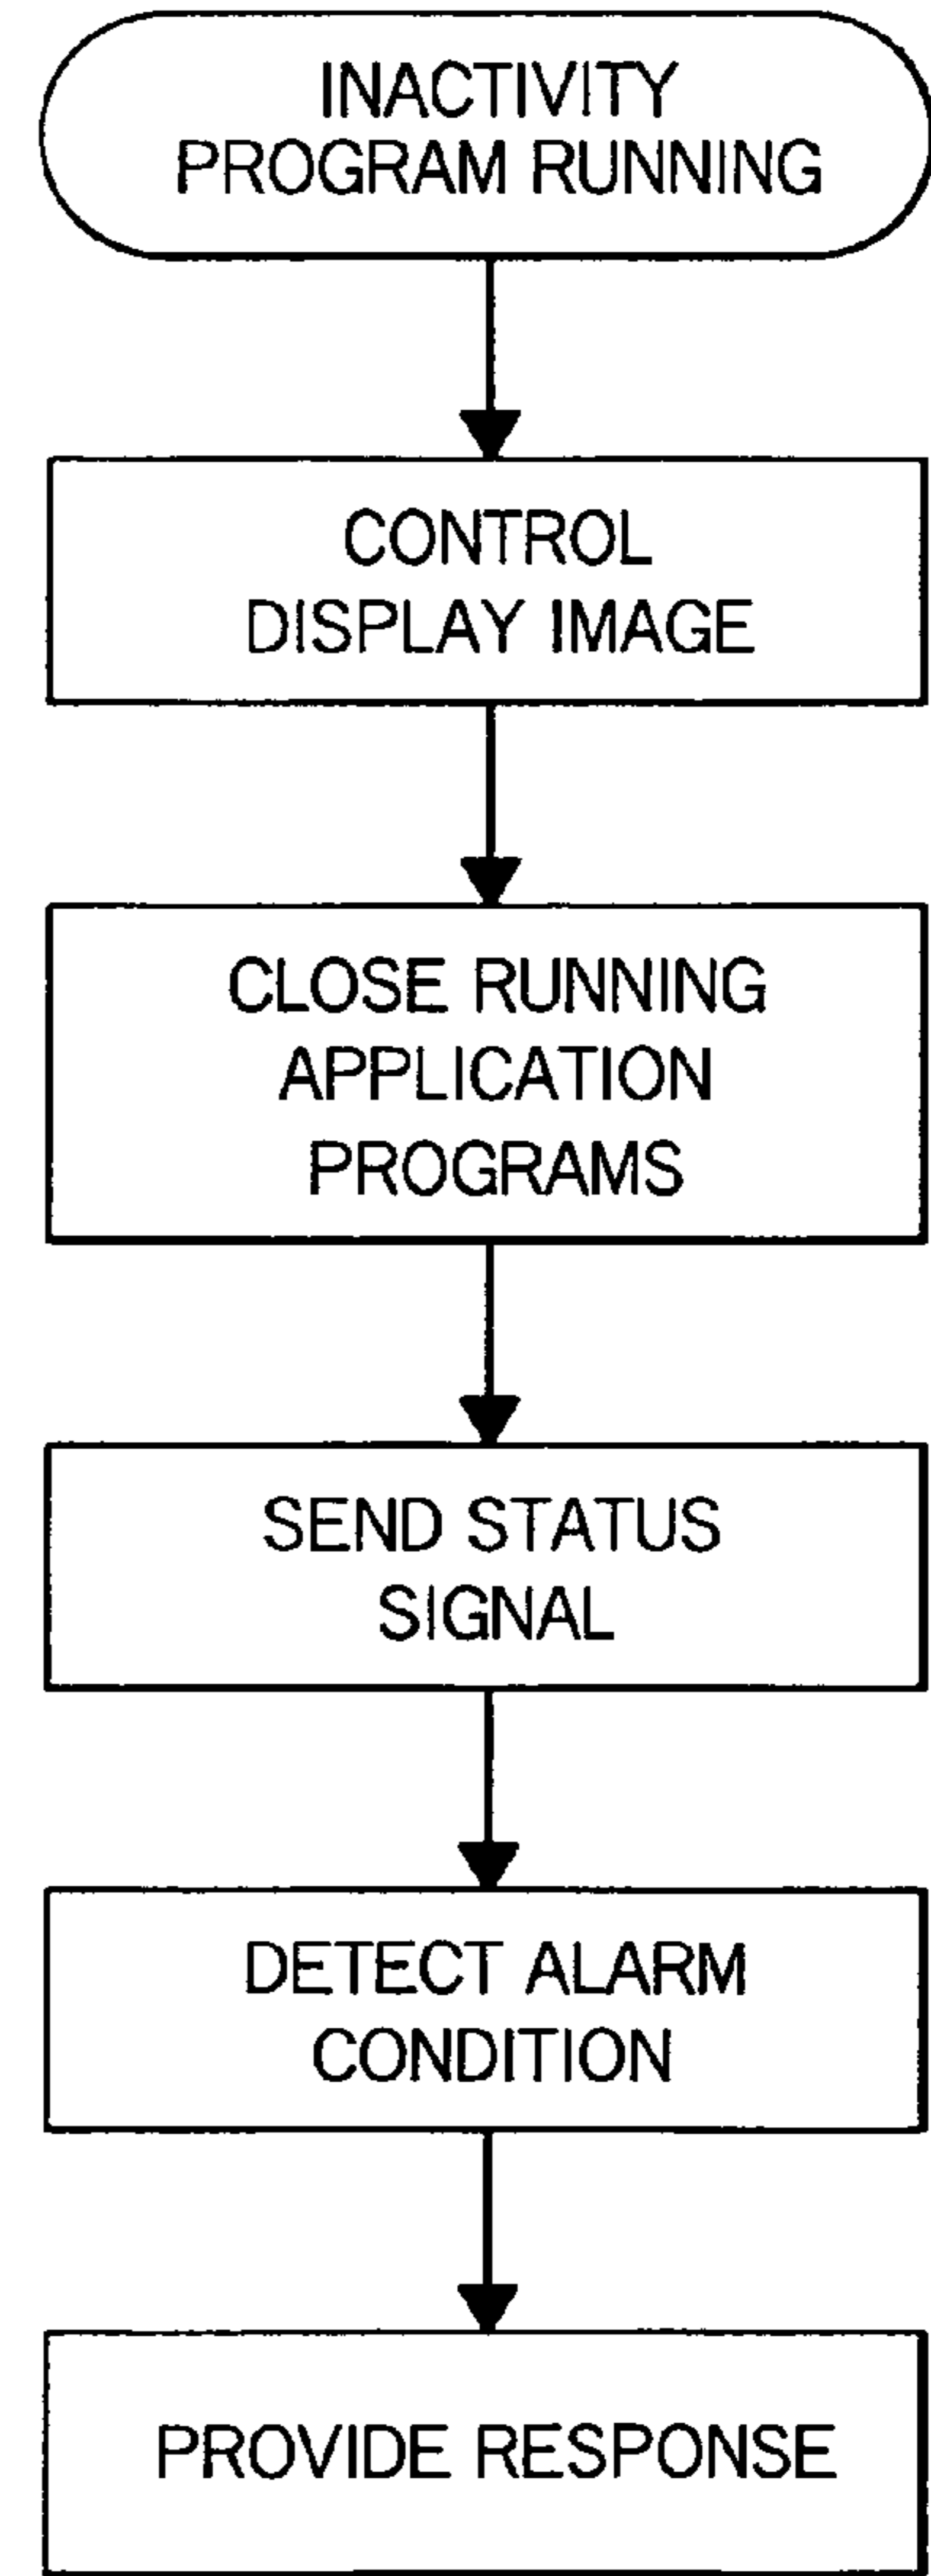 INACTIVITY
PROGRAM RUNNING
CONTROL
DISPLAY IMAGE
CLOSE RUNNING
APPLICATION
PROGRAMS
SEND STATUS
SIGNAL
DETECT ALARM
CONDITION
PROVIDE RESPONSE